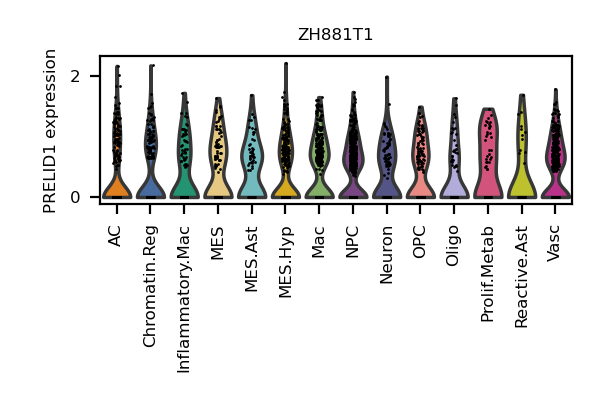 ZH881T1
PRELID1 expression
2
0
AC
Chromatin.Reg
Inflammatory.Mac
MES
MES.Ast
MES.Hyp
Mac
NPC
Neuron
OPC
Oligo
Prolif.Metab
Reactive.Ast
Vasc